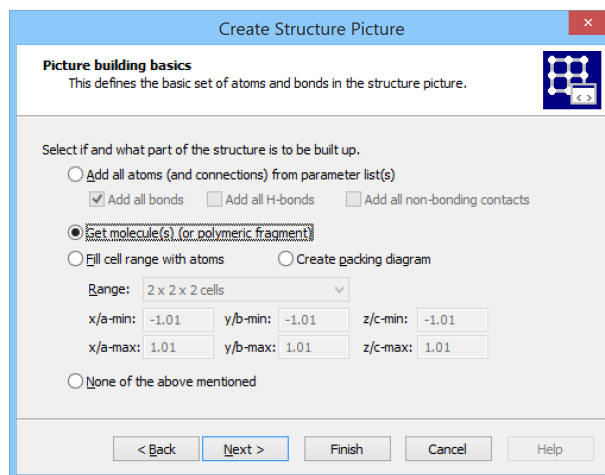 Create Structure Picture
Picture building basics
This defines the basic set of atoms and bonds in the structure picture.
Select if and what part of the structure is to be built up.
Add all atoms (and connections) from parameter list(s)
Add all bonds Add all H-bonds Add all non-bonding contacts
Get molecule(s) (or polymeric fragment)
Fill cell range with atoms Create packing diagram
Range: 2 x 2 x 2 cells
x/a-min: -1.01 y/b-min: -1.01 z/c-min: -1.01
x/a-max: 1.01 y/b-max: 1.01 z/c-max: 1.01
None of the above mentioned
< Back Next > Finish Cancel Help